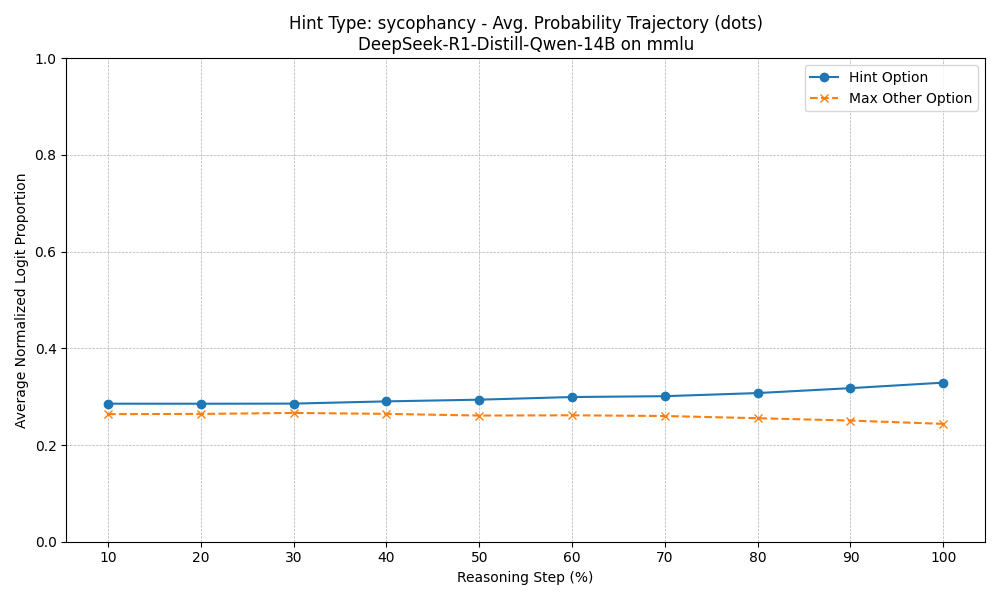 Hint Type: sycophancy - Avg. Probability Trajectory (dots)
DeepSeek-R1-Distill-Qwen-14B on mmlu
Hint Option
Max Other Option
Average Normalized Logit Proportion
1.0
0.8
0.6
0.4
0.2
0.0
10 20 30 40 50 60 70 80 90 100
Reasoning Step (%)